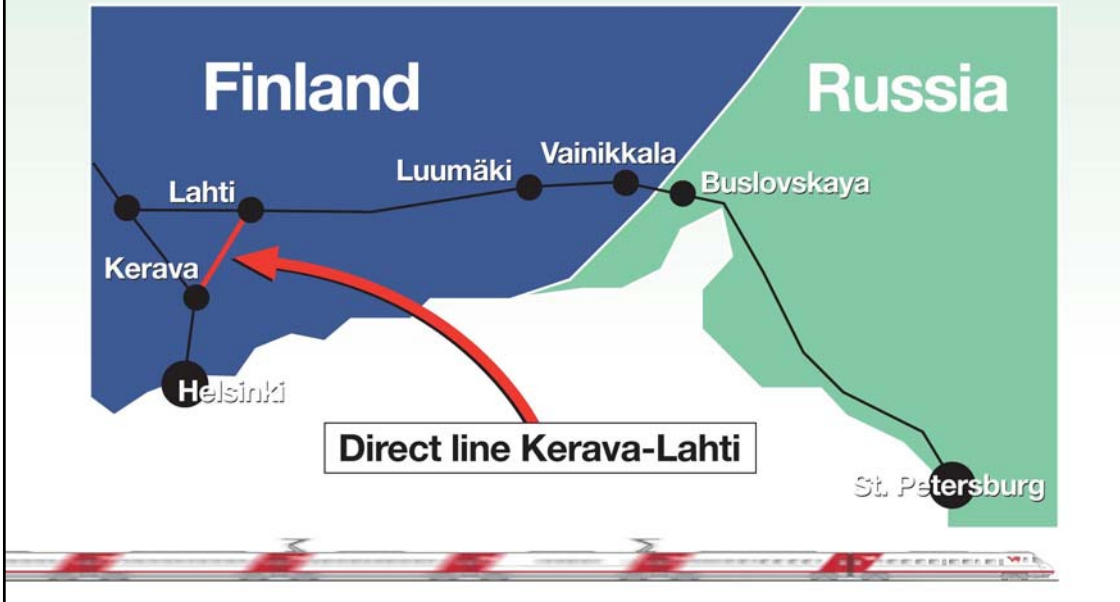 Finland
Russia
Vainikkala
Luumäki
Buslovskaya
Lahti
Kerava
Helsinki
Direct line Kerava-Lahti
St. Petersburg